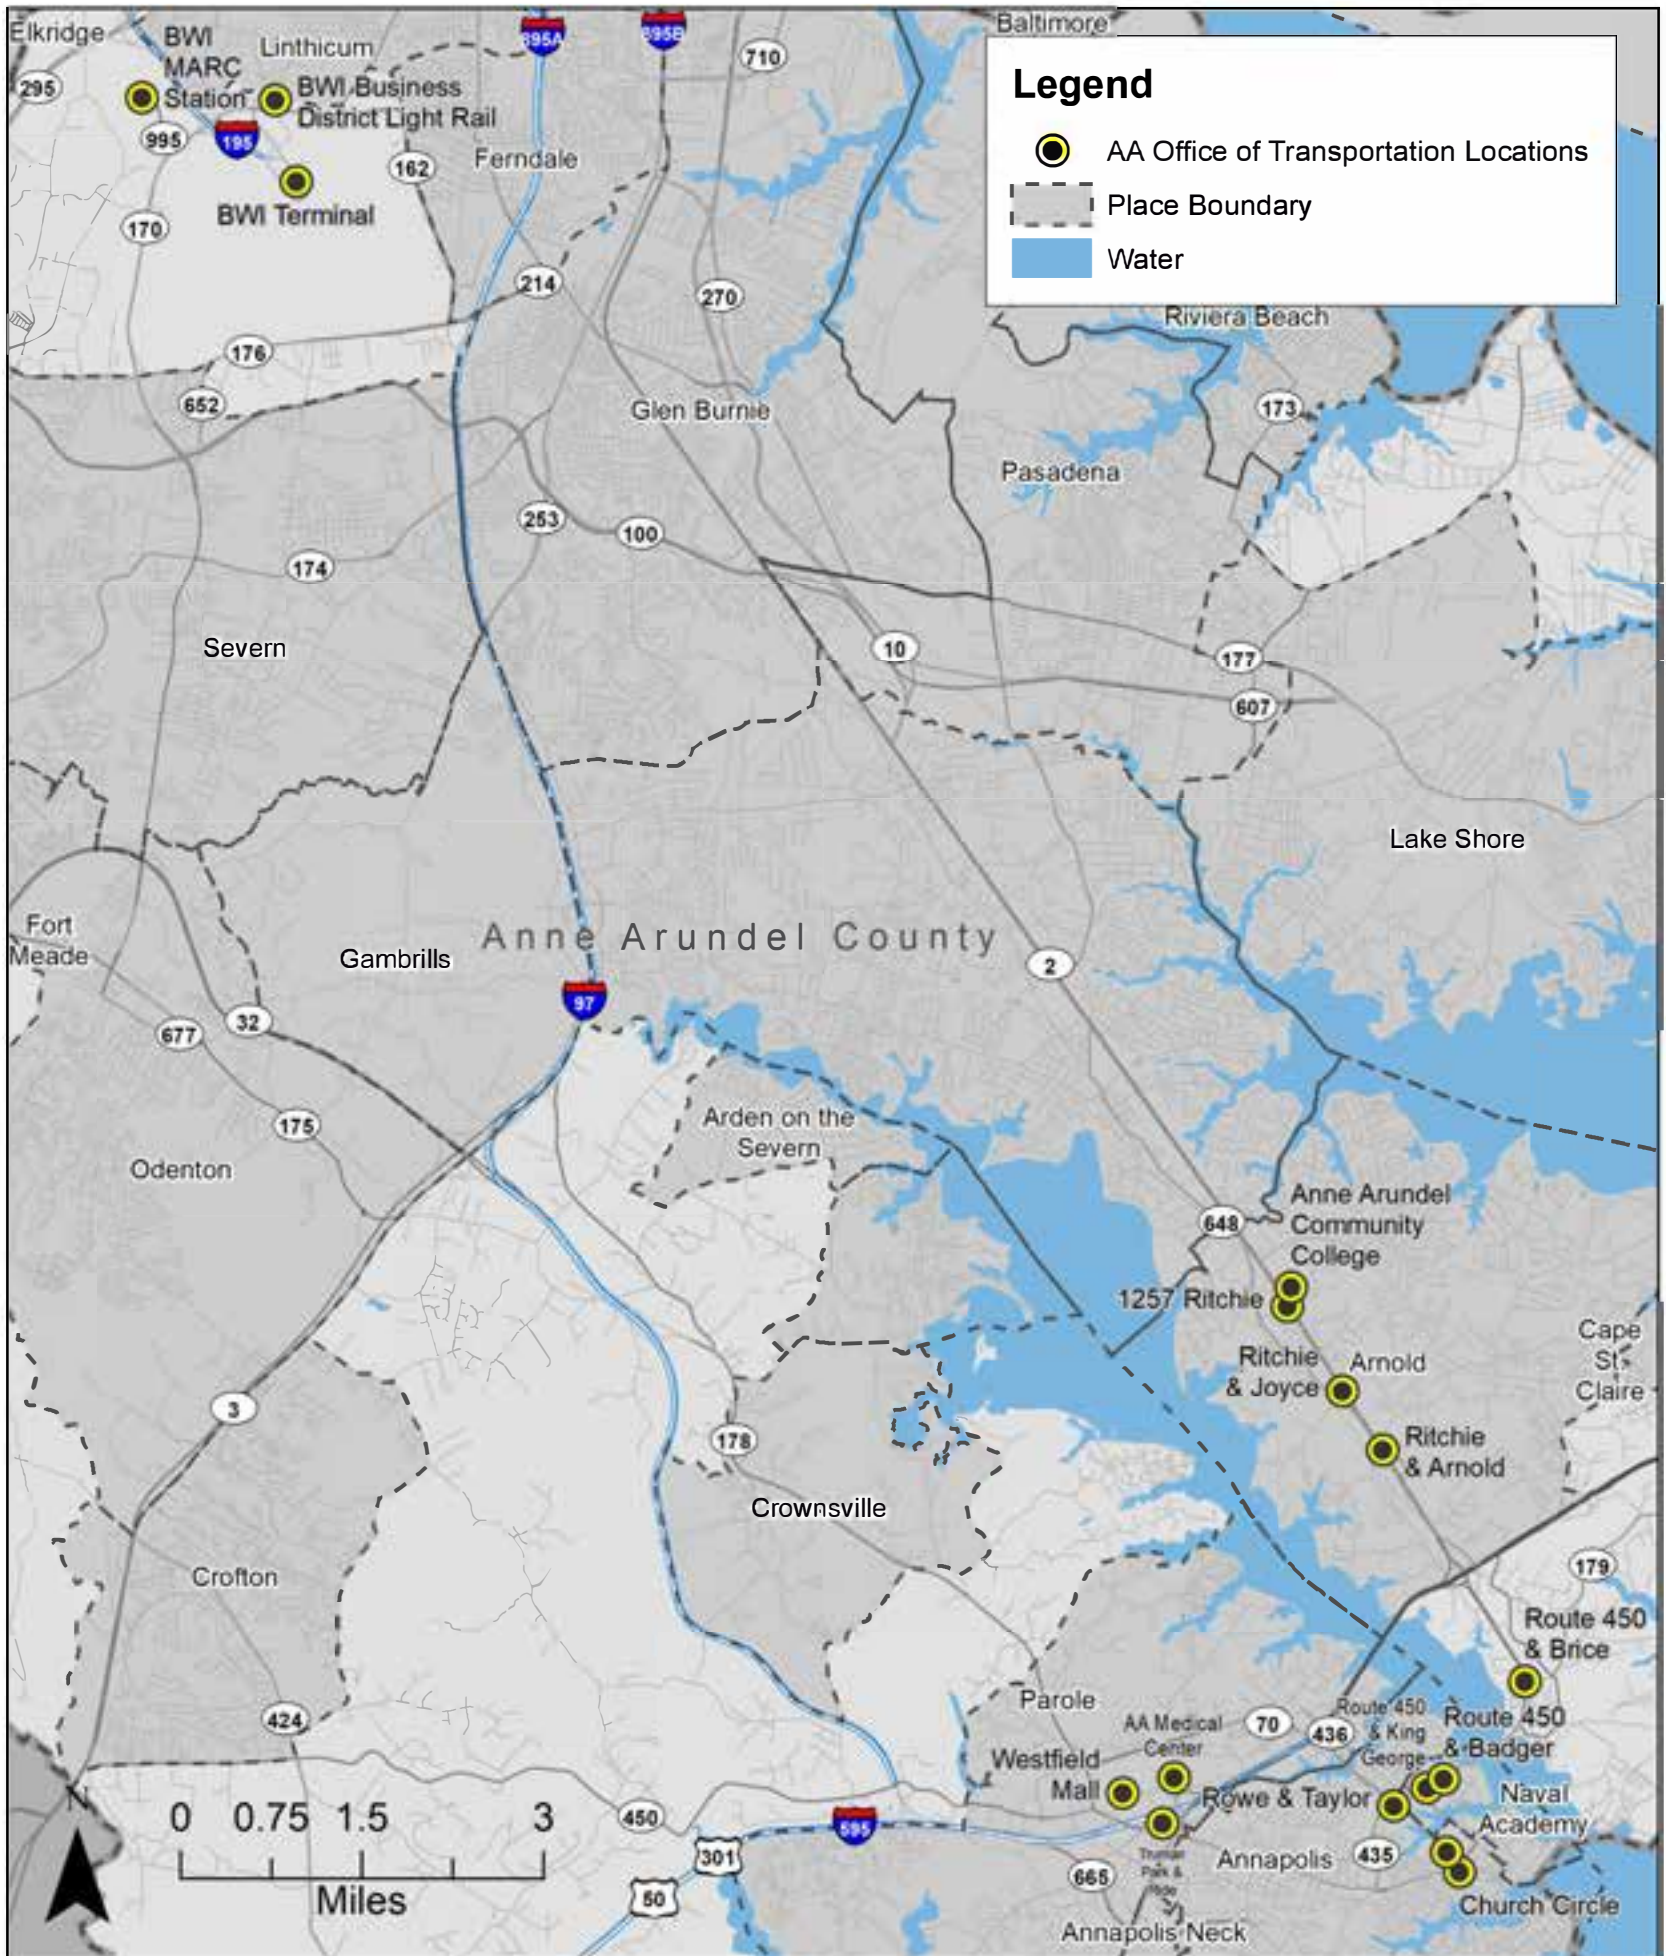 Elkridge
BWI
MARC
Station
Linthicum
BWI Business
District Light Rail
BWI Terminal
895A
895B
710
Baltimore
295
995
195
162
Ferndale
170
214
270
176
652
Legend
AA Office of Transportation Locations
Place Boundary
Water
Riviera Beach
173
Glen Burnie
Pasadena
253
100
174
Severn
10
177
607
Lake Shore
Fort
Meade
Gambrills
Anne Arundel County
2
97
32
677
175
Odenton
Arden on the
Severn
648
Anne Arundel
Community
College
1257 Ritchie
Ritchie
& Joyce
Arnold
Cape
St
Claire
Ritchie
& Arnold
3
178
Crownsville
Crofton
179
Route 450
& Brice
424
Parole
AA Medical
Center
70
436
Route 450
& King
George
Route 450
& Badger
Westfield
Mall
Rowe & Taylor
Naval
Academy
N
0 0.75 1.5 3
Miles
450
595
301
50
665
Truman
Park &
Ride
Annapolis
435
Church Circle
Annapolis Neck